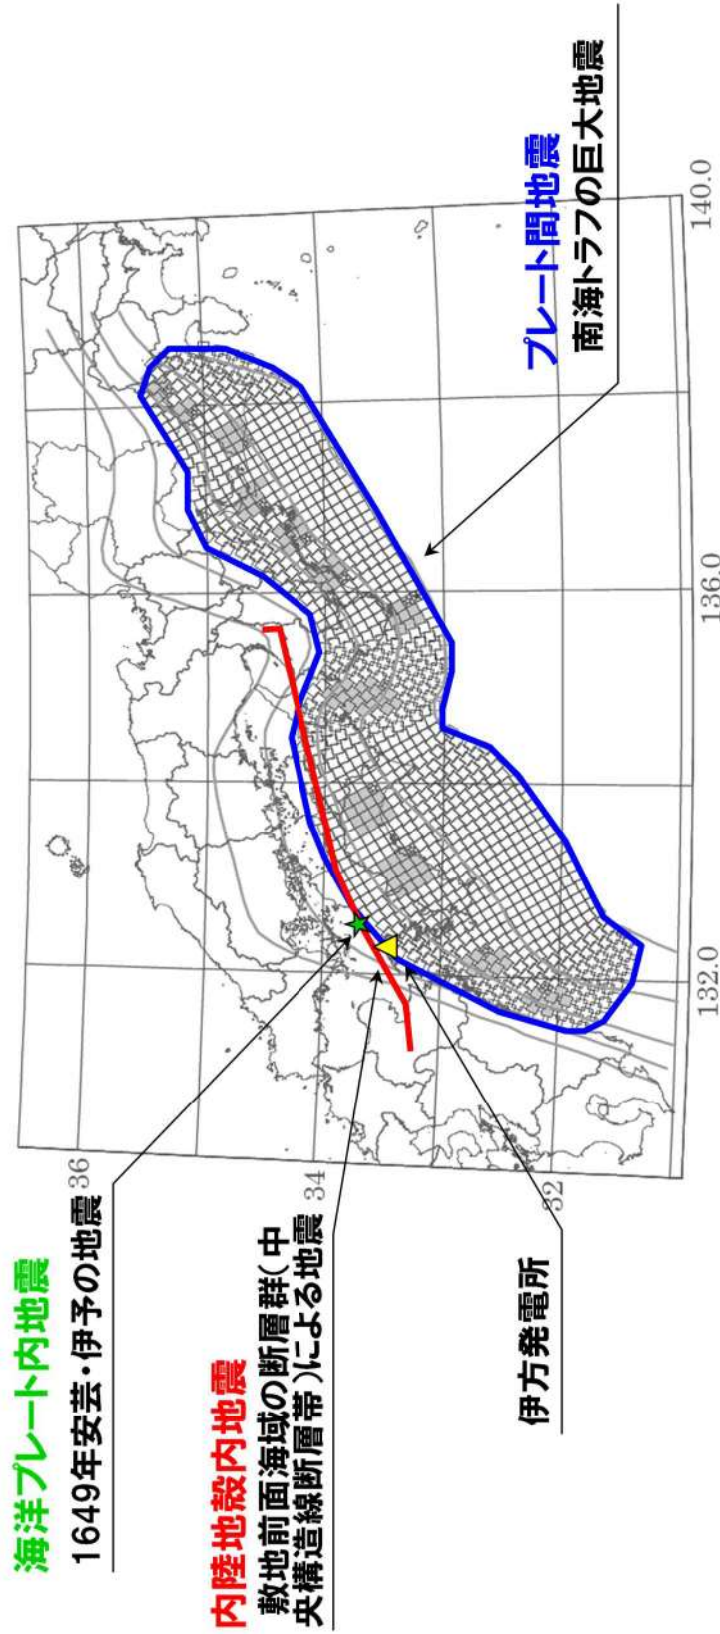 海洋プレート内地震
1649年安芸・伊予の地震
内陸地殻内地震
敷地前面海域の断層群(中
央構造線断層帯)による地震
伊方発電所
プレート間地震
南海トラフの巨大地震
36
34
32
132.0
136.0
140.0